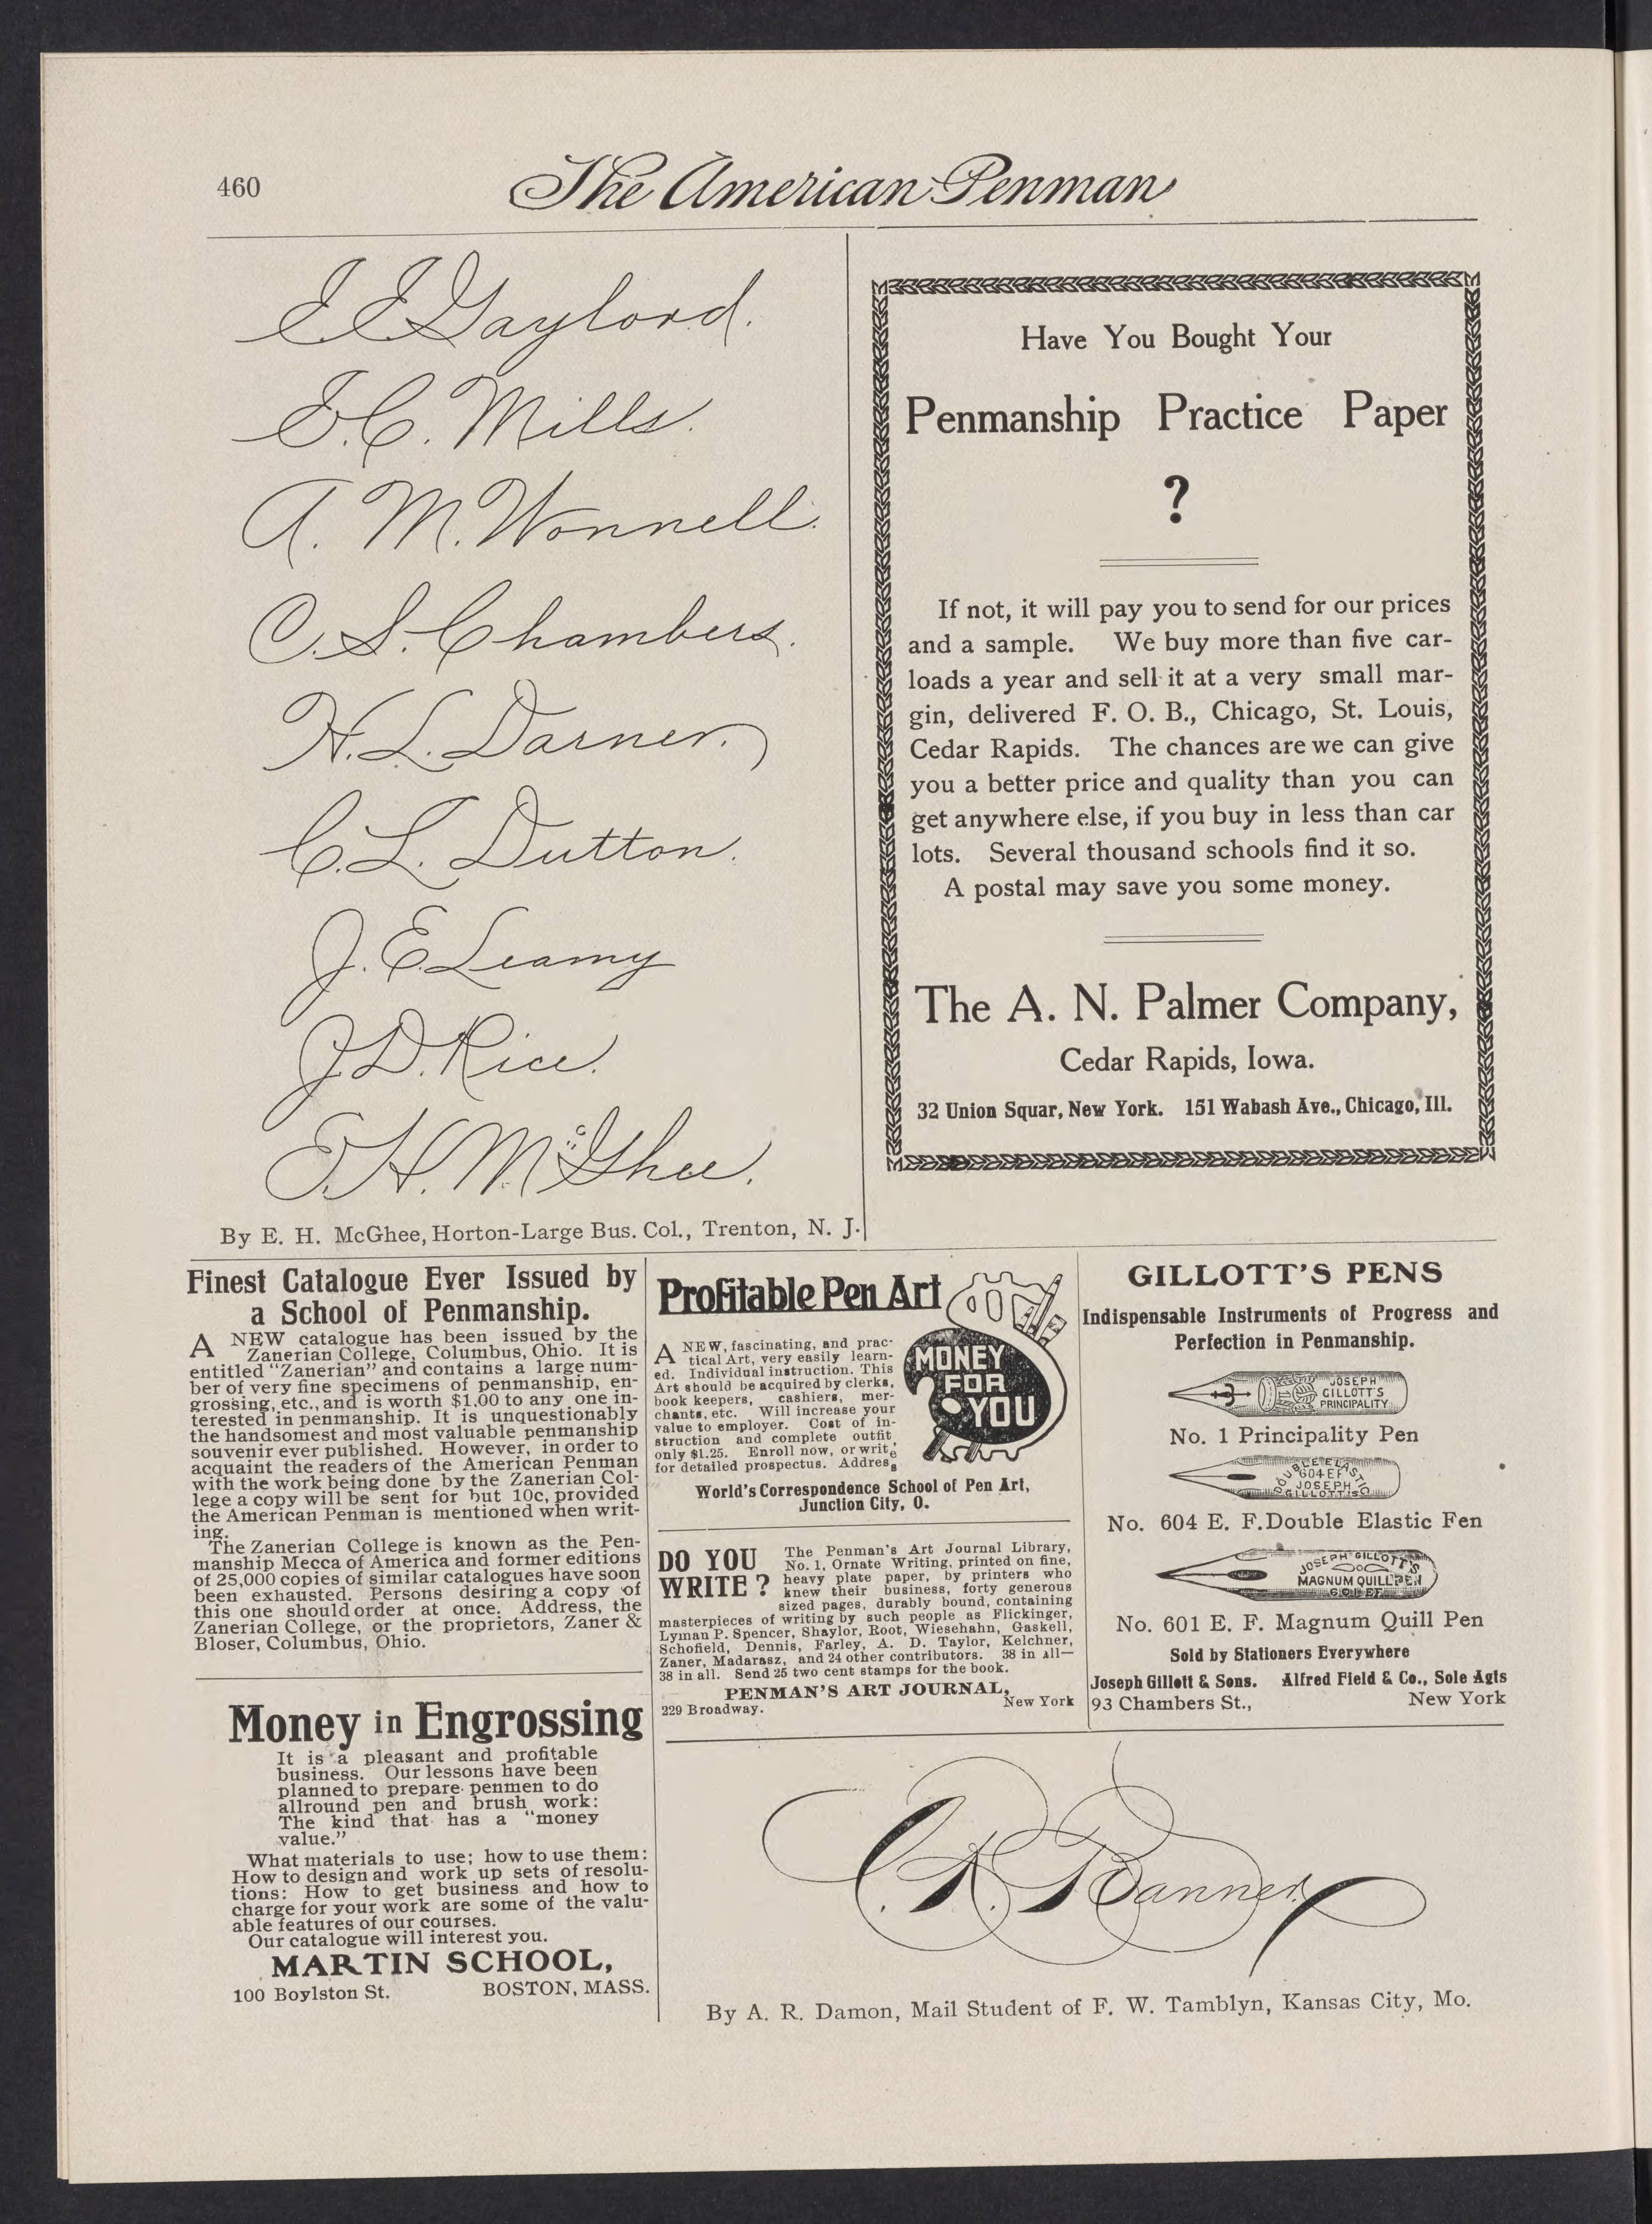 460
The American Penman
E E Gaylord.
E. C. Mills.
A. M. Wonnell.
C. S. Chambers.
H. L. Darner.
C. L. Dutton.
J. E. Leamy
J. D. Rice.
E. H. McGhee.
By E. H. McGhee, Horton-Large Bus. Col., Trenton, N. J.
Have You Bought Your
Penmanship Practice Paper
?
If not, it will pay you to send for our prices
and a sample. We buy more than five car-
loads a year and sell it at a very small mar-
gin, delivered F. O. B., Chicago, St. Louis,
Cedar Rapids. The chances are we can give
you a better price and quality than you can
get anywhere else, if you buy in less than car
lots. Several thousand schools find it so.
A postal may save you some money.
The A. N. Palmer Company,
Cedar Rapids, Iowa.
32 Union Squar, New York. 151 Wabash Ave., Chicago, Ill.
Finest Catalogue Ever Issued by
a School of Penmanship.
A NEW catalogue has been issued by the
Zanerian College, Columbus, Ohio. It is
entitled "Zanerian" and contains a large num-
ber of very fine specimens of penmanship, en-
grossing, etc., and is worth $1.00 to any one in-
terested in penmanship. It is unquestionably
the handsomest and most valuable penmanship
souvenir ever published. However, in order to
acquaint the readers of the American Penman
with the work being done by the Zanerian Col-
lege a copy will be sent for but 10c, provided
the American Penman is mentioned when writ-
ing.
The Zanerian College is known as the Pen-
manship Mecca of America and former editions
of 25,000 copies of similar catalogues have soon
been exhausted. Persons desiring a copy of
this one should order at once. Address, the
Zanerian College, or the proprietors, Zaner &
Bloser, Columbus, Ohio.
Money in Engrossing
It is a pleasant and profitable
business. Our lessons have been
planned to prepare penmen to do
allround pen and brush work:
The kind that has a "money
value."
What materials to use; how to use them:
How to design and work up sets of resolu-
tions: How to get business and how to
charge for your work are some of the valu-
able features of our courses.
Our catalogue will interest you.
MARTIN SCHOOL,
100 Boylston St. BOSTON, MASS.
Profitable Pen Art
A NEW, fascinating, and prac-
tical Art, very easily learn-
ed. Individual instruction. This
Art should be acquired by clerks,
book keepers, cashiers, mer-
chants, etc. Will increase your
value to employer. Cost of in-
struction and complete outfit,
only $1.25. Enroll now, or write
for detailed prospectus. Address
MONEY
FOR
YOU
World's Correspondence School of Pen Art,
Junction City, O.
DO YOU
WRITE ?
The Penman's Art Journal Library,
No. 1, Ornate Writing, printed on fine,
heavy plate paper, by printers who
knew their business, forty generous
sized pages, durably bound, containing
masterpieces of writing by such people as Flickinger,
Lyman P. Spencer, Shaylor, Root, Wiesehahn, Gaskell,
Schofield, Dennis, Farley, A. D. Taylor, Kelchner,
Zaner, Madarasz, and 24 other contributors. 38 in all—
38 in all. Send 25 two cent stamps for the book.
PENMAN'S ART JOURNAL,
229 Broadway. New York
GILLOTT'S PENS
Indispensable Instruments of Progress and
Perfection in Penmanship.
JOSEPH
GILLOTT'S
PRINCIPALITY
No. 1 Principality Pen
DOUBLE ELASTIC
604 EF
JOSEPH
GILLOTT'S
No. 604 E. F. Double Elastic Fen
JOSEPH GILLOTT'S
MAGNUM QUILL PEN
601 EF
No. 601 E. F. Magnum Quill Pen
Sold by Stationers Everywhere
Joseph Gillott & Sons. Alfred Field & Co., Sole Agts
93 Chambers St., New York
C. R. Banner.
By A. R. Damon, Mail Student of F. W. Tamblyn, Kansas City, Mo.